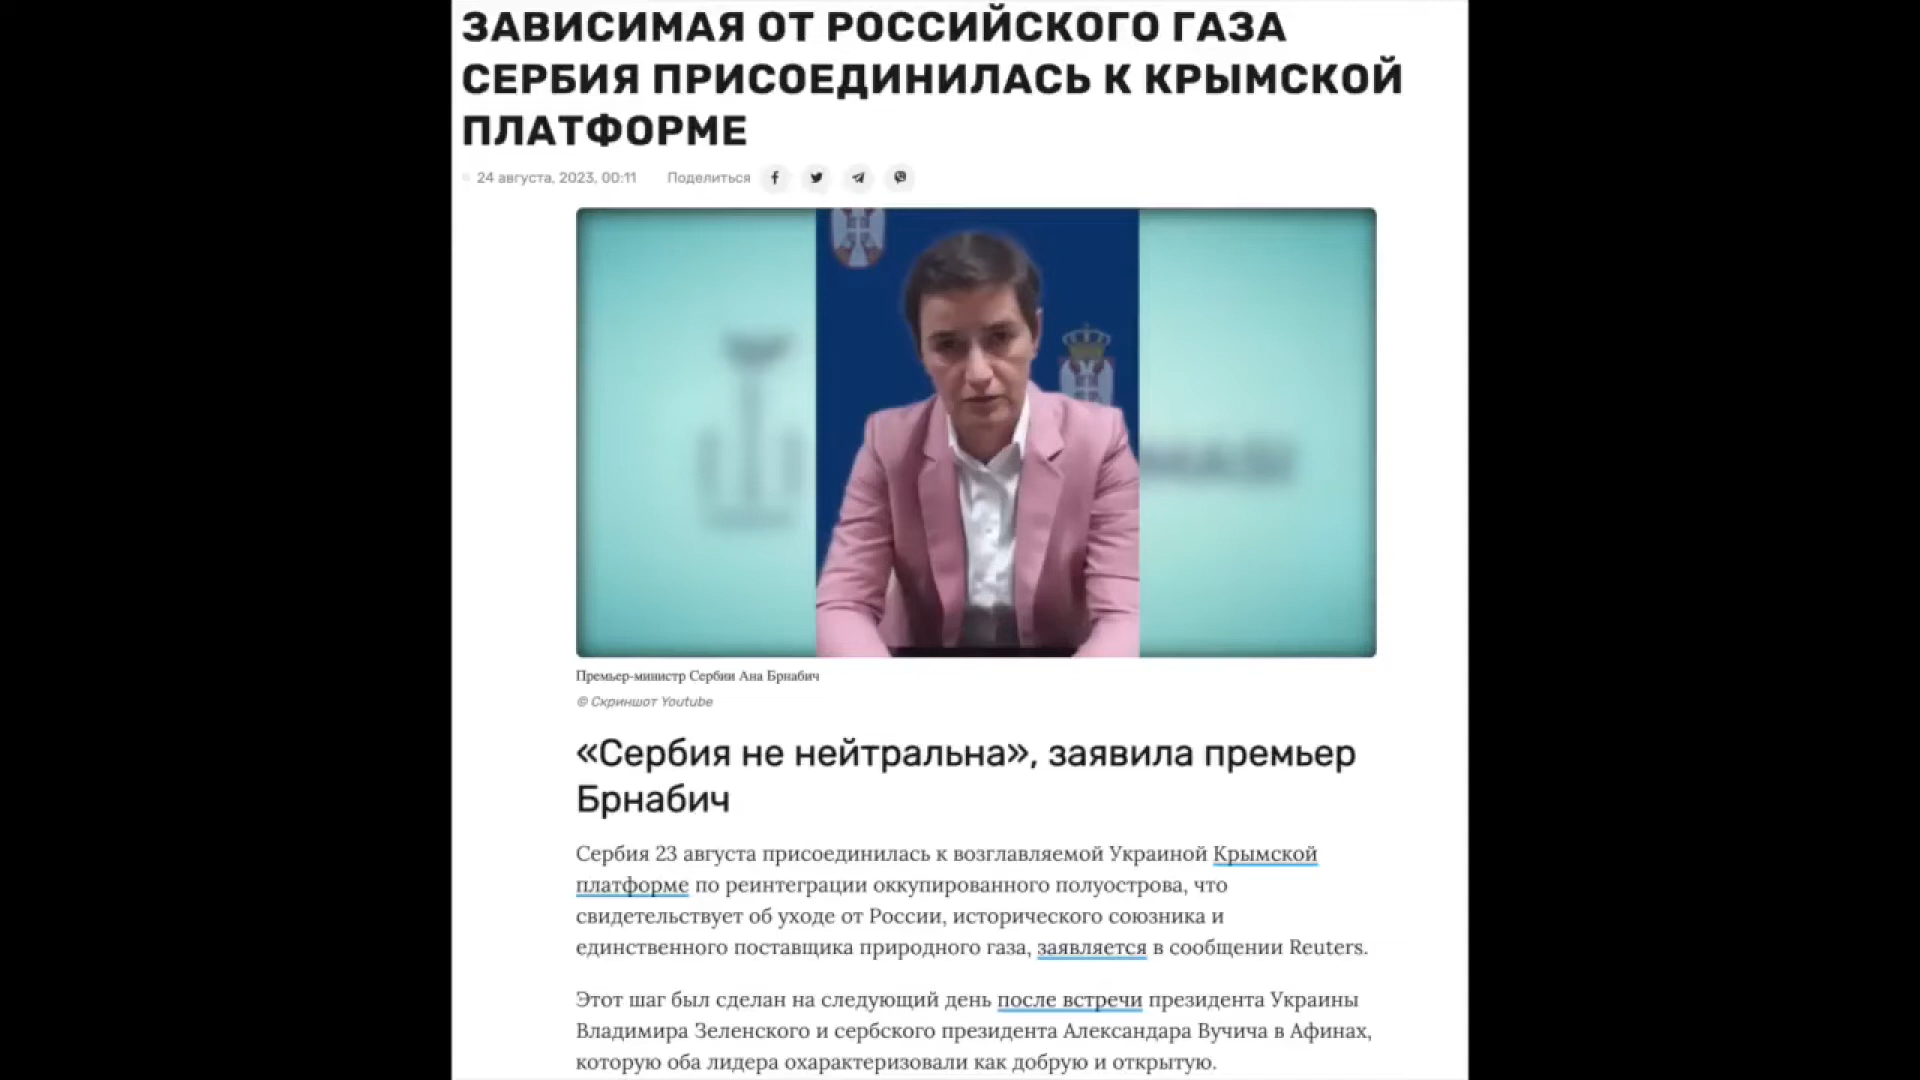 ЗАВИСИМАЯ ОТ РОССИЙСКОГО ГАЗА
СЕРБИЯ ПРИСОЕДИНИЛАСЬ К КРЫМСКОЙ
ПЛАТФОРМЕ
24 августа, 2023, 00:11 Поделиться
MASI
Премьер-министр Сербии Ана Брнабич
© Скриншот Youtube
«Сербия не нейтральна», заявила премьер
Брнабич
Сербия 23 августа присоединилась к возглавляемой Украиной Крымской
платформе по реинтеграции оккупированного полуострова, что
свидетельствует об уходе от России, исторического союзника и
единственного поставщика природного газа, заявляется в сообщении Reuters.
Этот шаг был сделан на следующий день после встречи президента Украины
Владимира Зеленского и сербского президента Александара Вучича в Афинах,
которую оба лидера охарактеризовали как добрую и открытую.